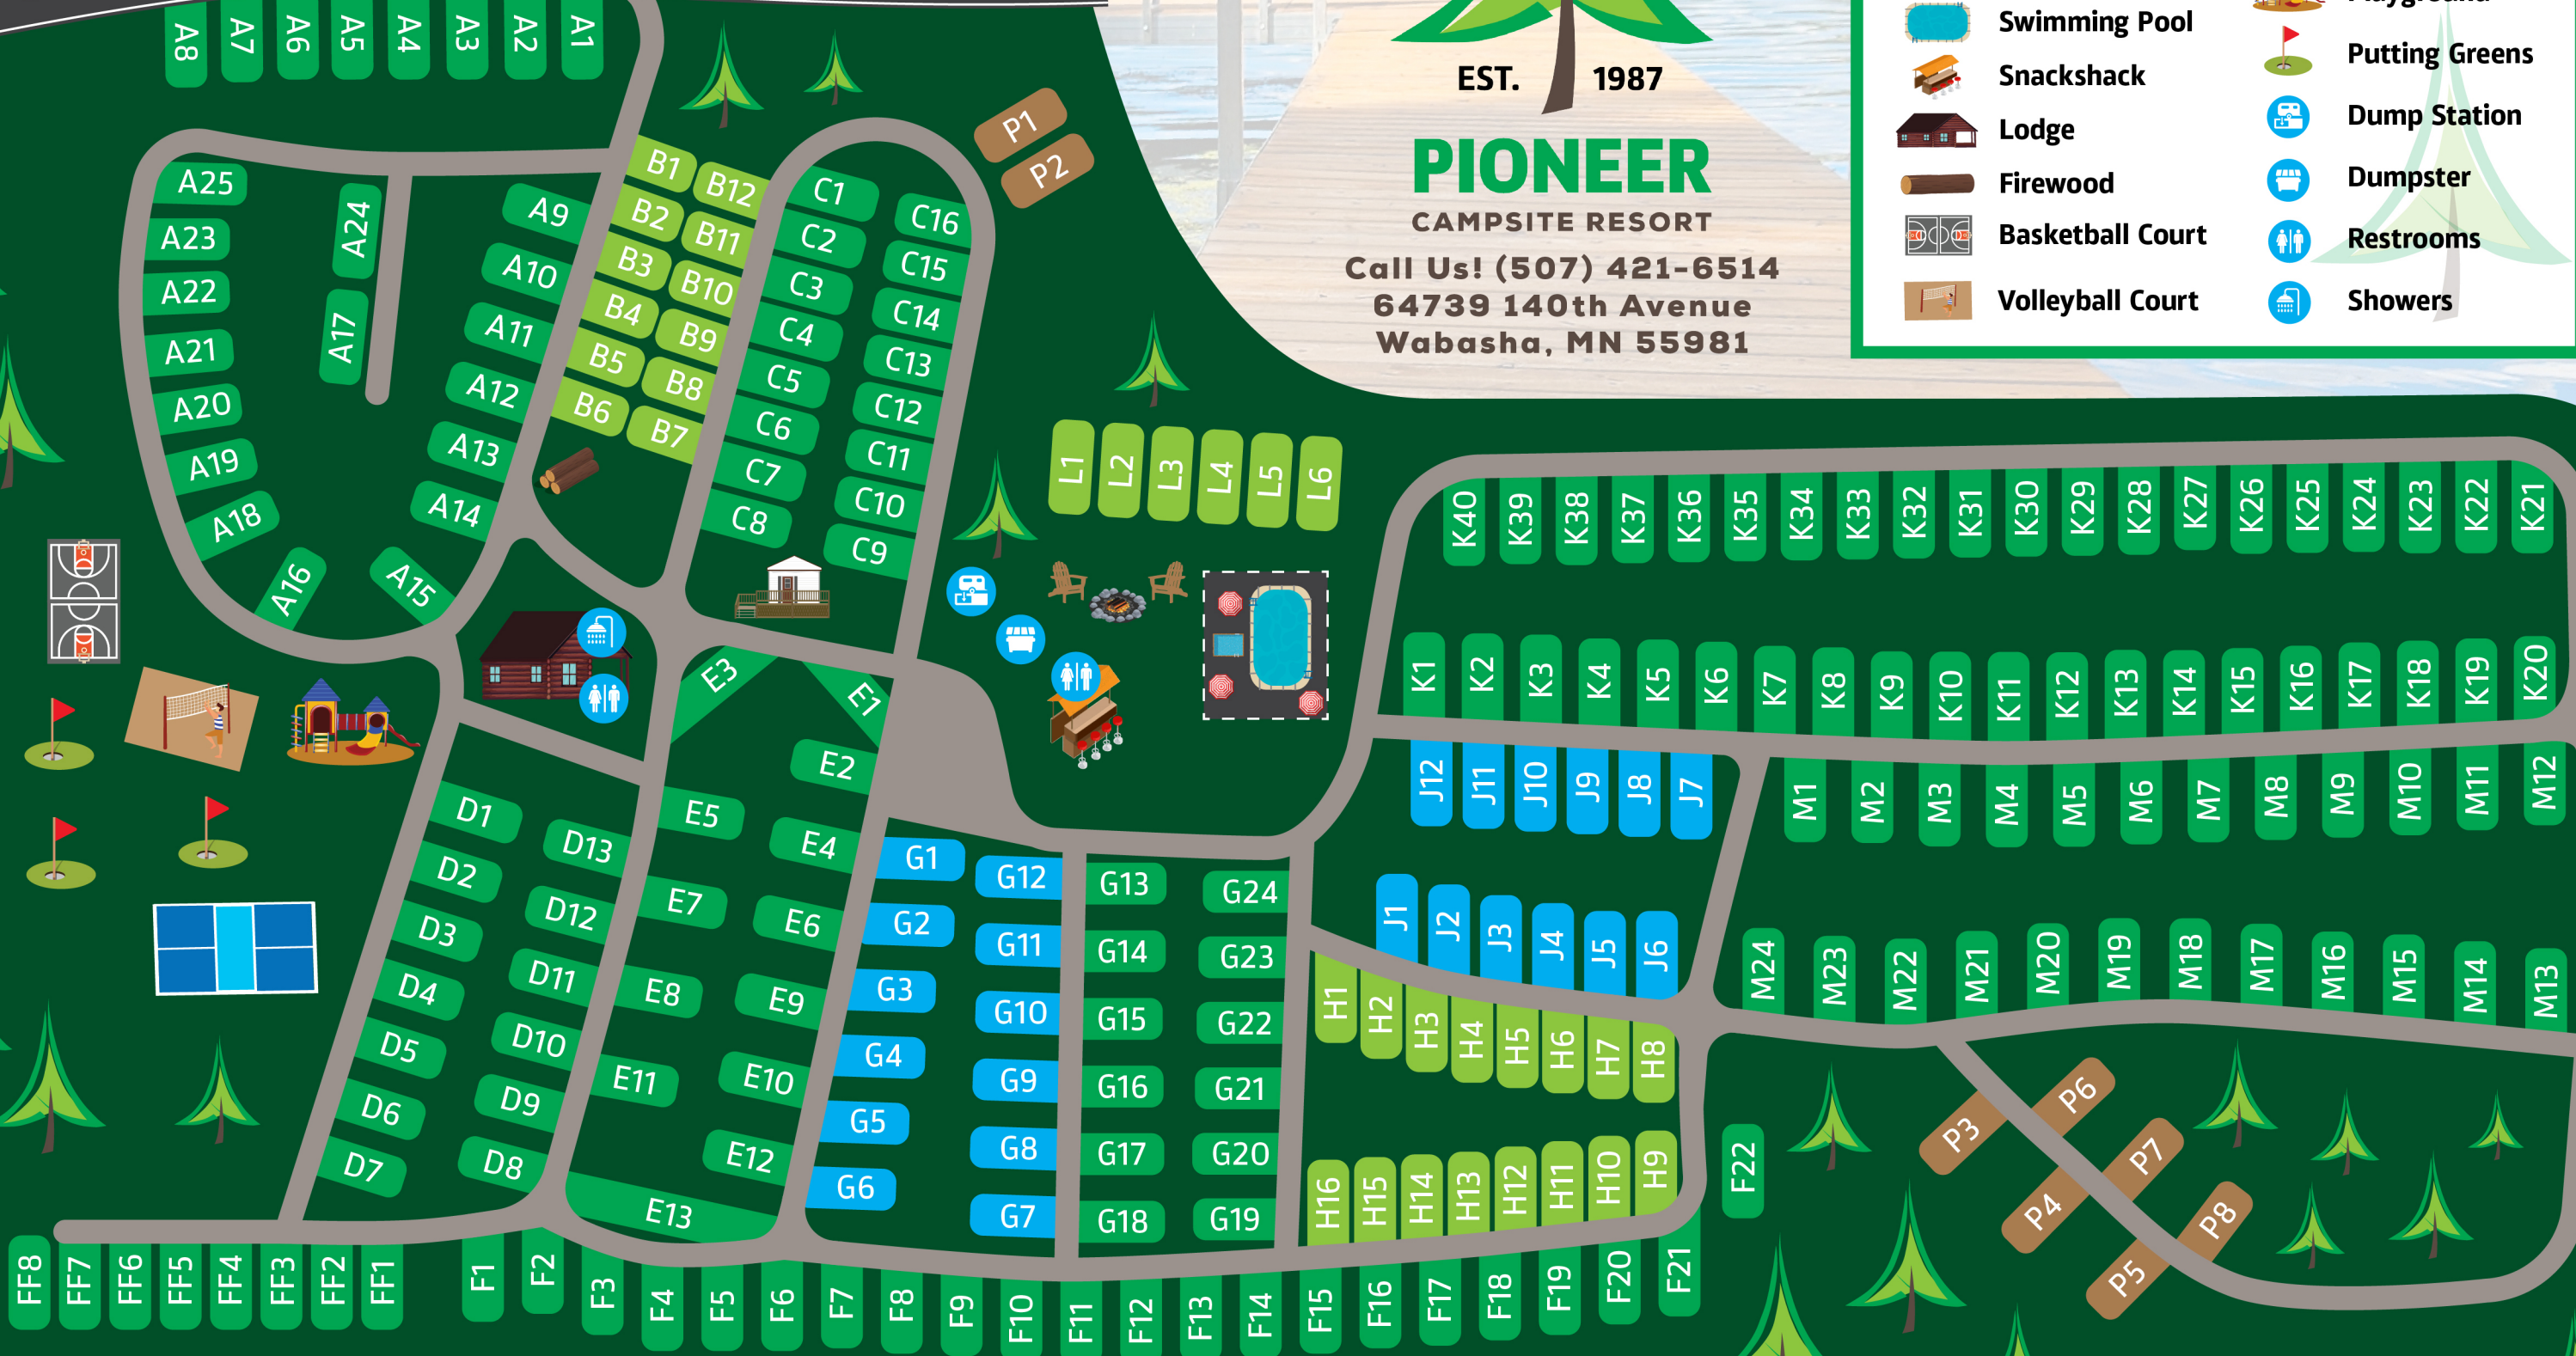 A8
A7
A6
A5
A4
A3
A2
A1
EST. 1987
PIONEER
CAMPSITE RESORT
Call Us! (507) 421-6514
64739 140th Avenue
Wabasha, MN 55981
Swimming Pool
Snackshack
Lodge
Firewood
Basketball Court
Volleyball Court
Playground
Putting Greens
Dump Station
Dumpster
Restrooms
Showers
P1
P2
A25
A23
A22
A21
A20
A19
A18
A16
A15
A24
A17
A9
A10
A11
A12
A13
A14
B1
B2
B3
B4
B5
B6
B12
B11
B10
B9
B8
B7
C1
C2
C3
C4
C5
C6
C7
C8
C16
C15
C14
C13
C12
C11
C10
C9
L1
L2
L3
L4
L5
L6
K40
K39
K38
K37
K36
K35
K34
K33
K32
K31
K30
K29
K28
K27
K26
K25
K24
K23
K22
K21
K1
K2
K3
K4
K5
K6
K7
K8
K9
K10
K11
K12
K13
K14
K15
K16
K17
K18
K19
K20
J12
J11
J10
J9
J8
J7
M1
M2
M3
M4
M5
M6
M7
M8
M9
M10
M11
M12
J1
J2
J3
J4
J5
J6
M24
M23
M22
M21
M20
M19
M18
M17
M16
M15
M14
M13
E3
E1
E2
E5
E4
E7
E6
E8
E9
E11
E10
E12
E13
D1
D2
D3
D4
D5
D6
D7
D13
D12
D11
D10
D9
D8
G1
G2
G3
G4
G5
G6
G12
G11
G10
G9
G8
G7
G13
G14
G15
G16
G17
G18
G24
G23
G22
G21
G20
G19
H1
H2
H3
H4
H5
H6
H7
H8
H16
H15
H14
H13
H12
H11
H10
H9
F22
P3
P6
P4
P7
P5
P8
FF8
FF7
FF6
FF5
FF4
FF3
FF2
FF1
F1
F2
F3
F4
F5
F6
F7
F8
F9
F10
F11
F12
F13
F14
F15
F16
F17
F18
F19
F20
F21